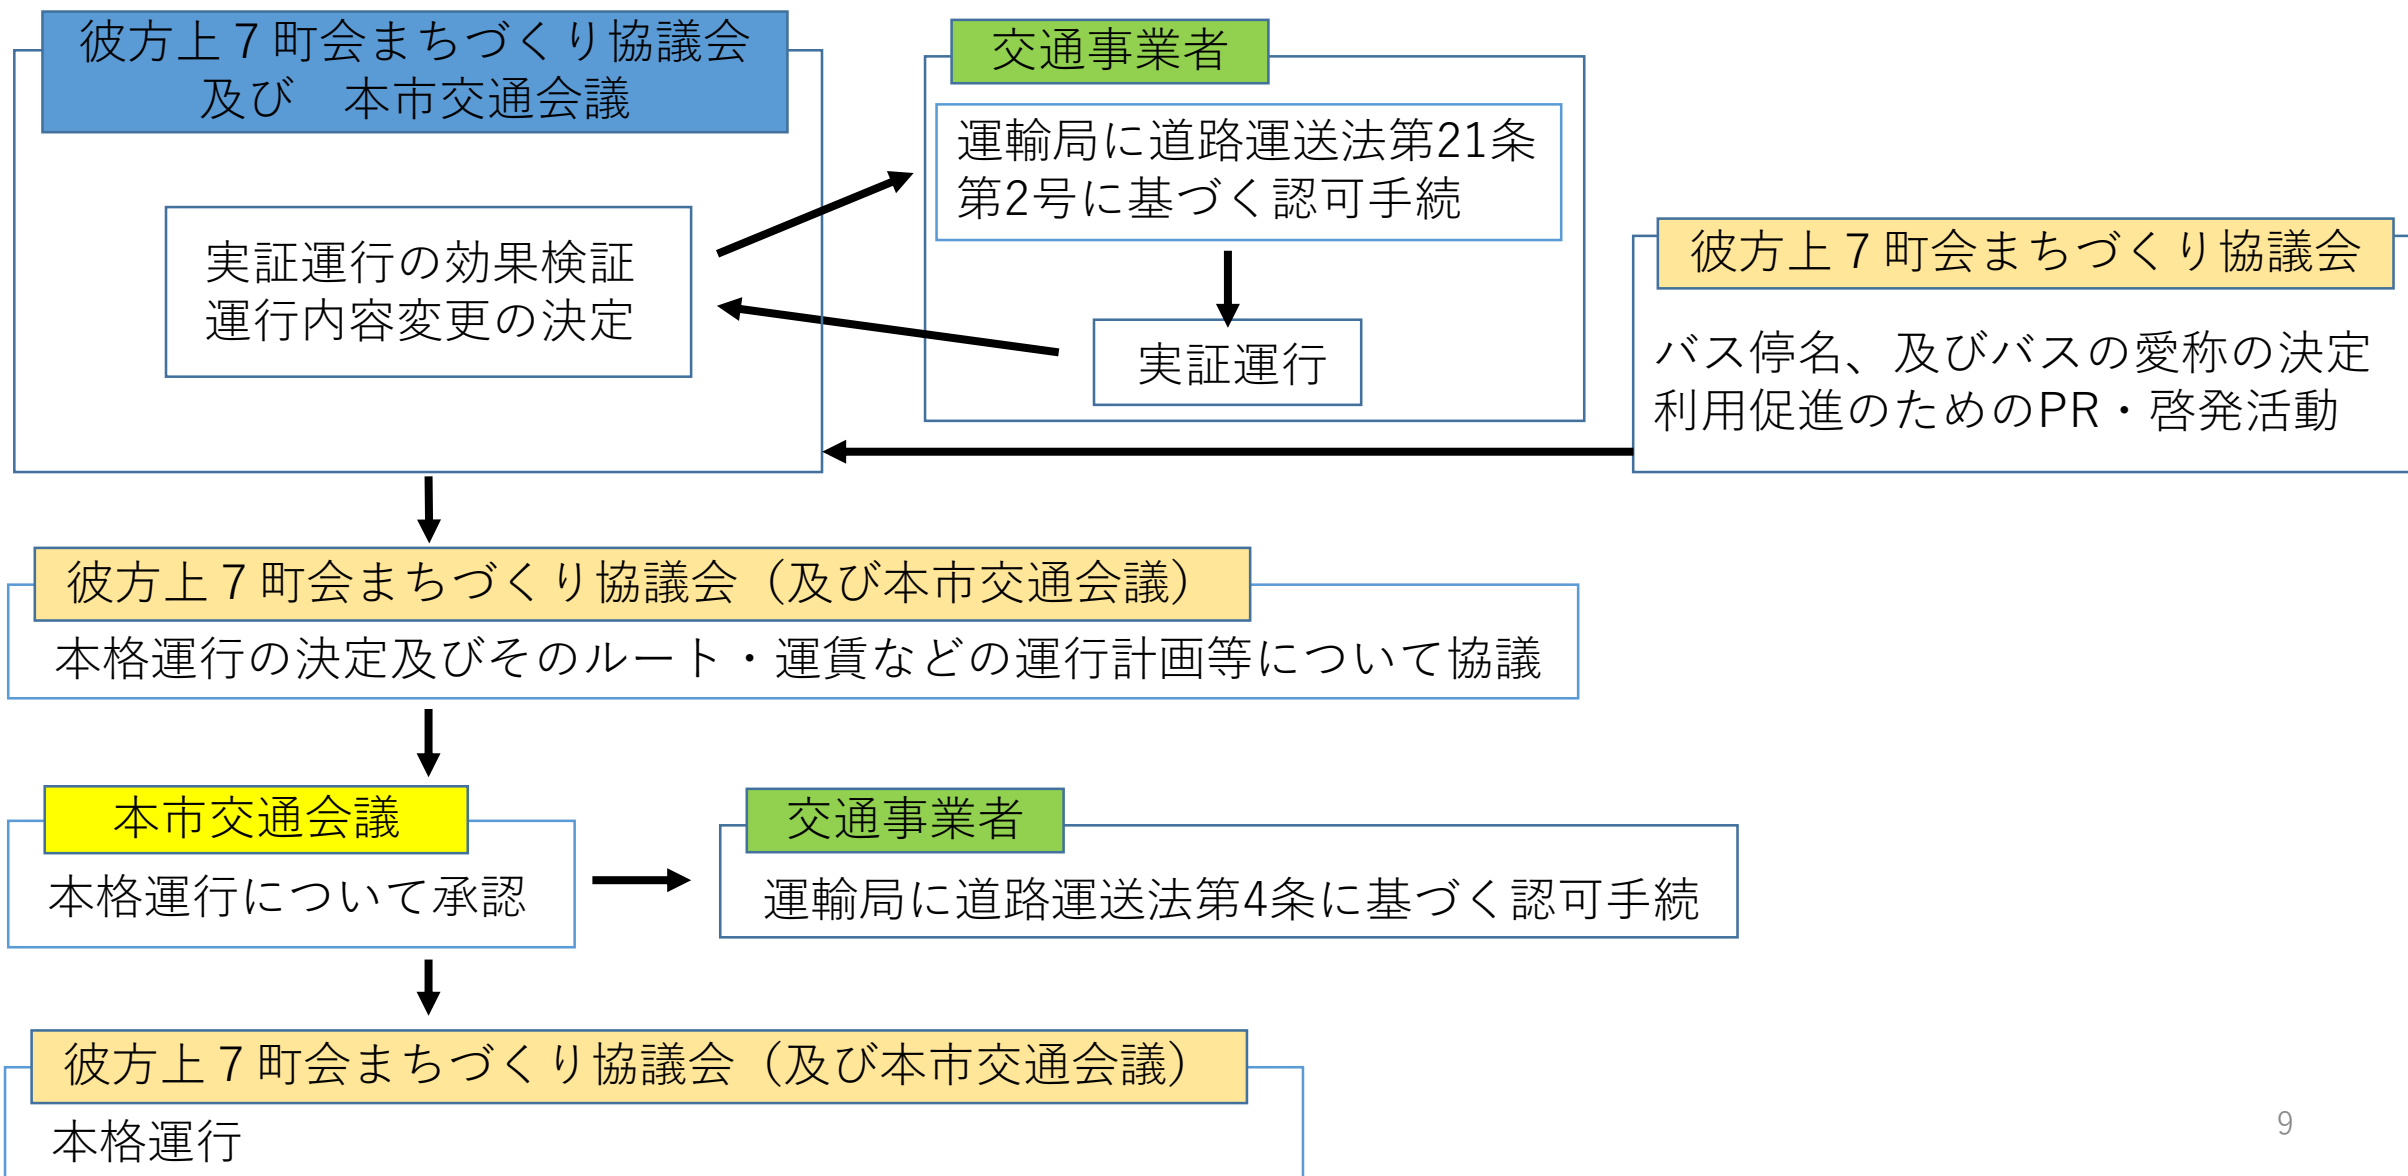 彼方上７町会まちづくり協議会
及び　本市交通会議
実証運行の効果検証
運行内容変更の決定
交通事業者
運輸局に道路運送法第21条
第2号に基づく認可手続
実証運行
彼方上７町会まちづくり協議会
バス停名、及びバスの愛称の決定
利用促進のためのPR・啓発活動
彼方上７町会まちづくり協議会（及び本市交通会議）
本格運行の決定及びそのルート・運賃などの運行計画等について協議
本市交通会議
本格運行について承認
交通事業者
運輸局に道路運送法第4条に基づく認可手続
彼方上７町会まちづくり協議会（及び本市交通会議）
本格運行
9